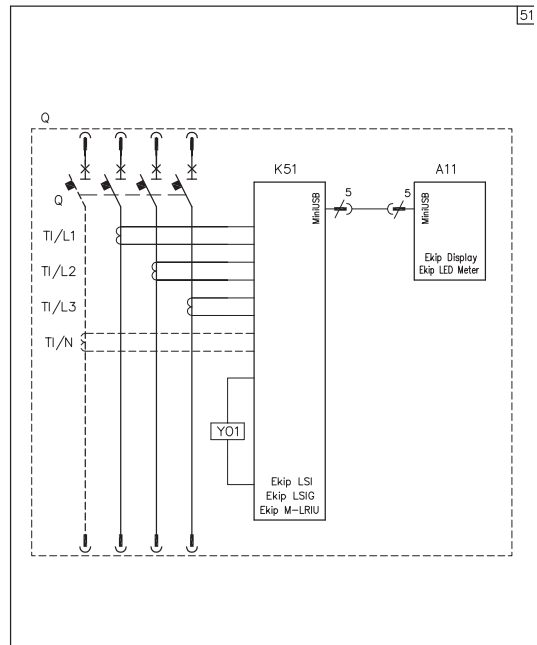 51
Q
K51
A11
Q
5
5
MiniUSB
MiniUSB
TI/L1
Ekip Display
Ekip LED Meter
TI/L2
TI/L3
TI/N
Y01
Ekip LSI
Ekip LSIG
Ekip M-LRIU